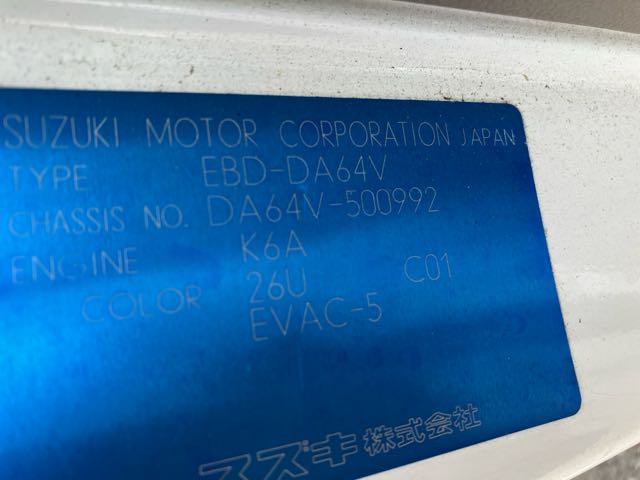 SUZUKI MOTOR CORPORATION JAPAN
TYPE EBD-DA64V
CHASSIS NO. DA64V-500992
ENGINE K6A
COLOR 26U C01
EVAC-5
スズキ株式会社